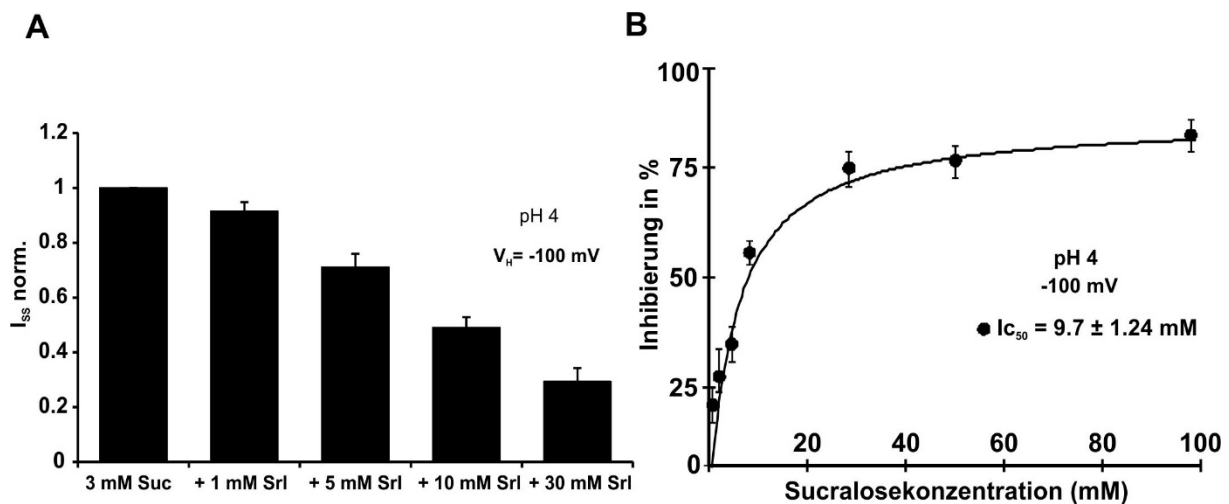 A
1.2
1
0.8
0.6
0.4
0.2
0
I_SS norm.
pH 4
V_H= -100 mV
3 mM Suc
+ 1 mM Srl
+ 5 mM Srl
+ 10 mM Srl
+ 30 mM Srl
B
100
75
50
25
0
Inhibierung in %
pH 4
-100 mV
Ic₅₀ = 9.7 ± 1.24 mM
20
40
60
80
100
Sucralosekonzentration (mM)